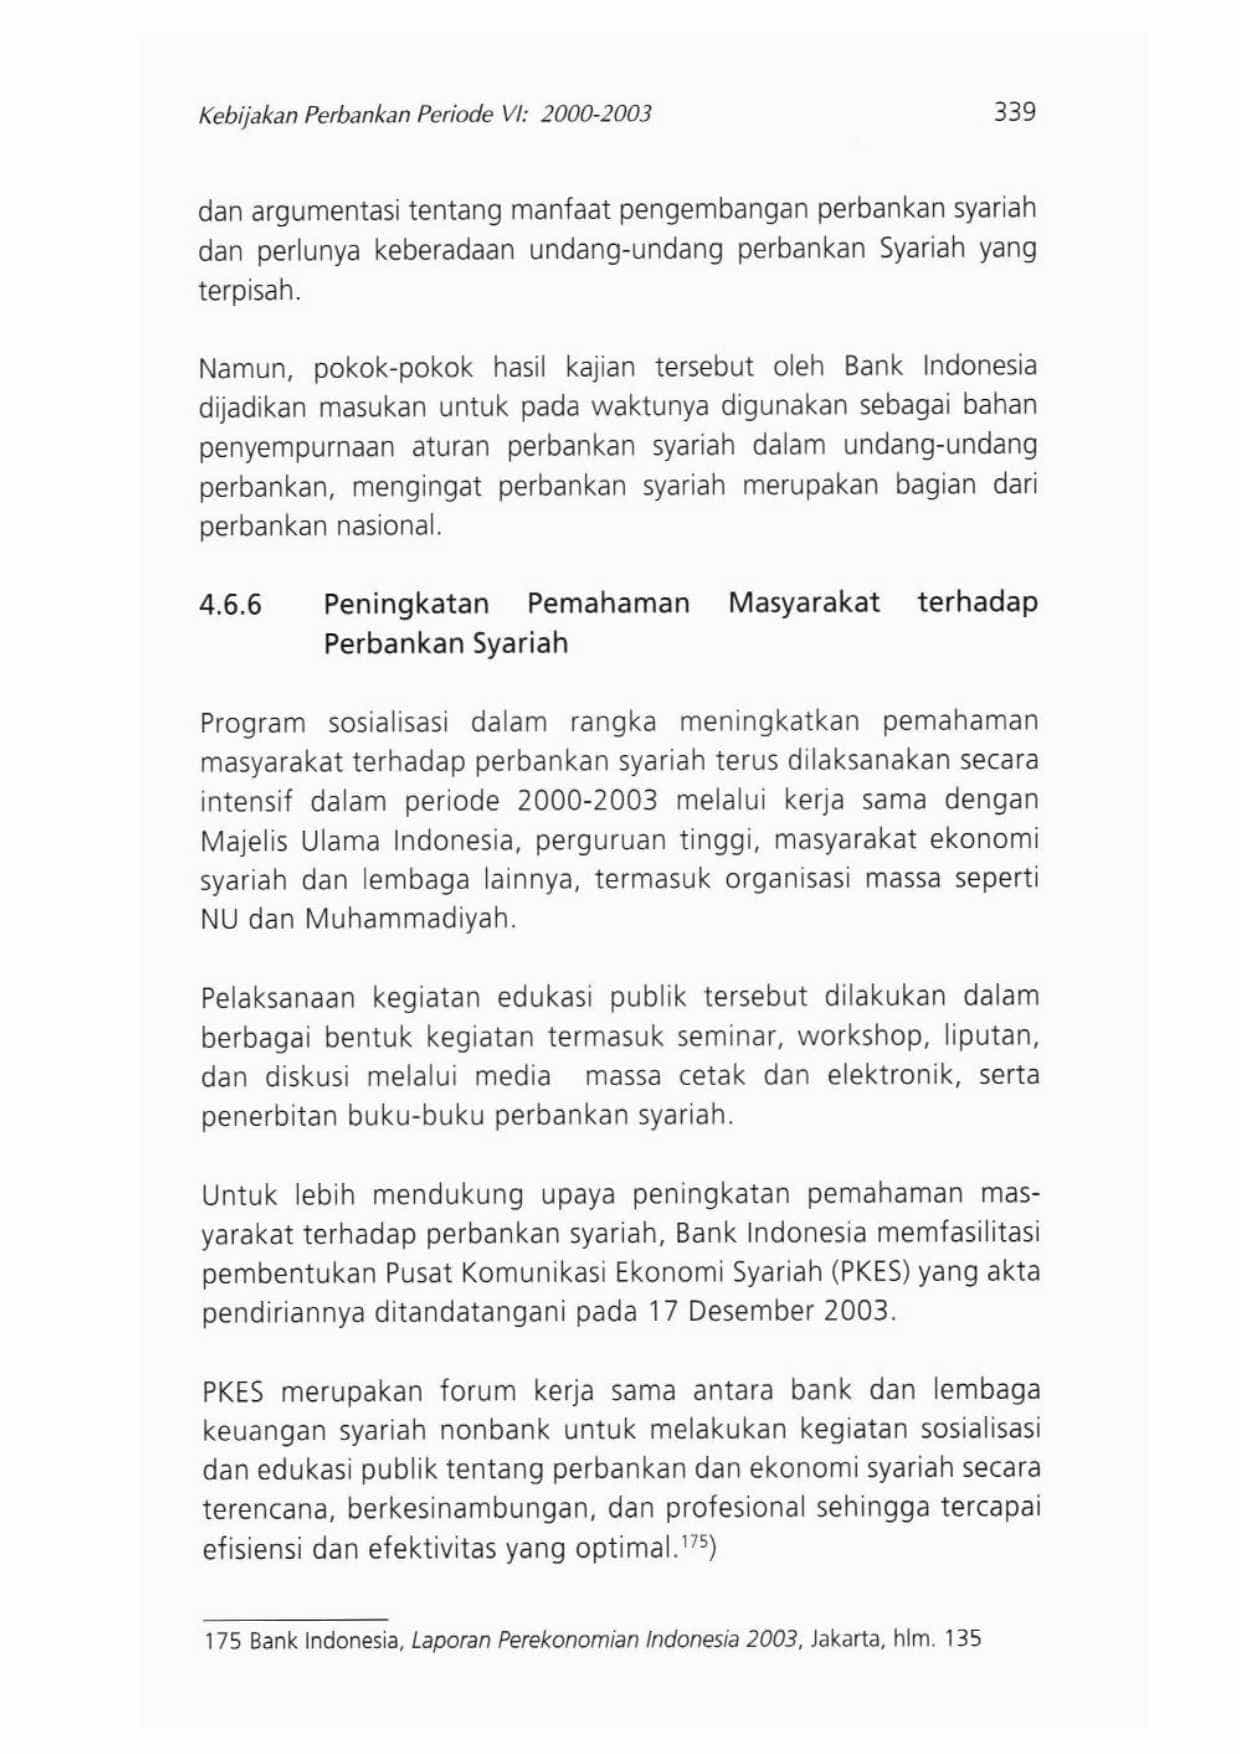 Kebijakan Perbankan Periode VI: 2000-2003 339
dan argumentasi tentang manfaat pengembangan perbankan syariah
dan perlunya keberadaan undang-undang perbankan Syariah yang
terpisah.
Namun, pokok-pokok hasil kajian tersebut oleh Bank Indonesia
dijadikan masukan untuk pada waktunya digunakan sebagai bahan
penyempurnaan aturan perbankan syariah dalam undang-undang
perbankan, mengingat perbankan syariah merupakan bagian dari
perbankan nasional.
4.6.6 Peningkatan Pemahaman Masyarakat terhadap
Perbankan Syariah
Program sosialisasi dalam rangka meningkatkan pemahaman
masyarakat terhadap perbankan syariah terus dilaksanakan secara
intensif dalam periode 2000-2003 melalui kerja sama dengan
Majelis Ulama Indonesia, perguruan tinggi, masyarakat ekonomi
syariah dan lembaga lainnya, termasuk organisasi massa seperti
NU dan Muhammadiyah.
Pelaksanaan kegiatan edukasi publik tersebut dilakukan dalam
berbagai bentuk kegiatan termasuk seminar, workshop, liputan,
dan diskusi melalui media massa cetak dan elektronik, serta
penerbitan buku-buku perbankan syariah.
Untuk lebih mendukung upaya peningkatan pemahaman mas-
yarakat terhadap perbankan syariah, Bank Indonesia memfasilitasi
pembentukan Pusat Komunikasi Ekonomi Syariah (PKES) yang akta
pendiriannya ditandatangani pada 17 Desember 2003.
PKES merupakan forum kerja sama antara bank dan lembaga
keuangan syariah nonbank untuk melakukan kegiatan sosialisasi
dan edukasi publik tentang perbankan dan ekonomi syariah secara
terencana, berkesinambungan, dan profesional sehingga tercapai
efisiensi dan efektivitas yang optimal.175)
175 Bank Indonesia, Laporan Perekonomian Indonesia 2003, Jakarta, hlm. 135